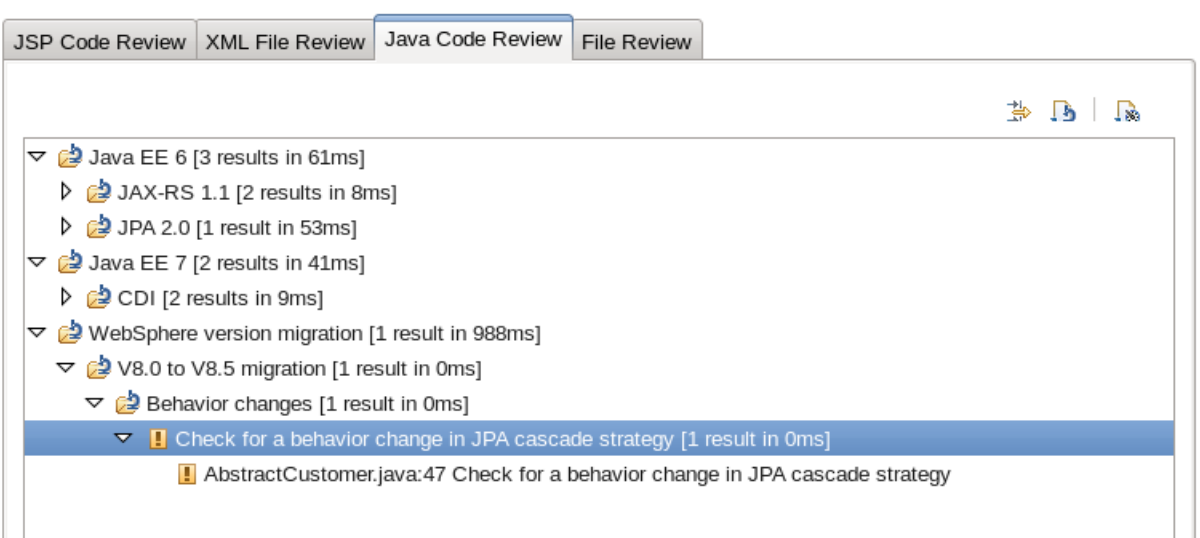 JSP Code Review XML File Review Java Code Review File Review
Java EE 6 [3 results in 61ms]
JAX-RS 1.1 [2 results in 8ms]
JPA 2.0 [1 result in 53ms]
Java EE 7 [2 results in 41ms]
CDI [2 results in 9ms]
WebSphere version migration [1 result in 988ms]
V8.0 to V8.5 migration [1 result in 0ms]
Behavior changes [1 result in 0ms]
Check for a behavior change in JPA cascade strategy [1 result in 0ms]
AbstractCustomer.java:47 Check for a behavior change in JPA cascade strategy